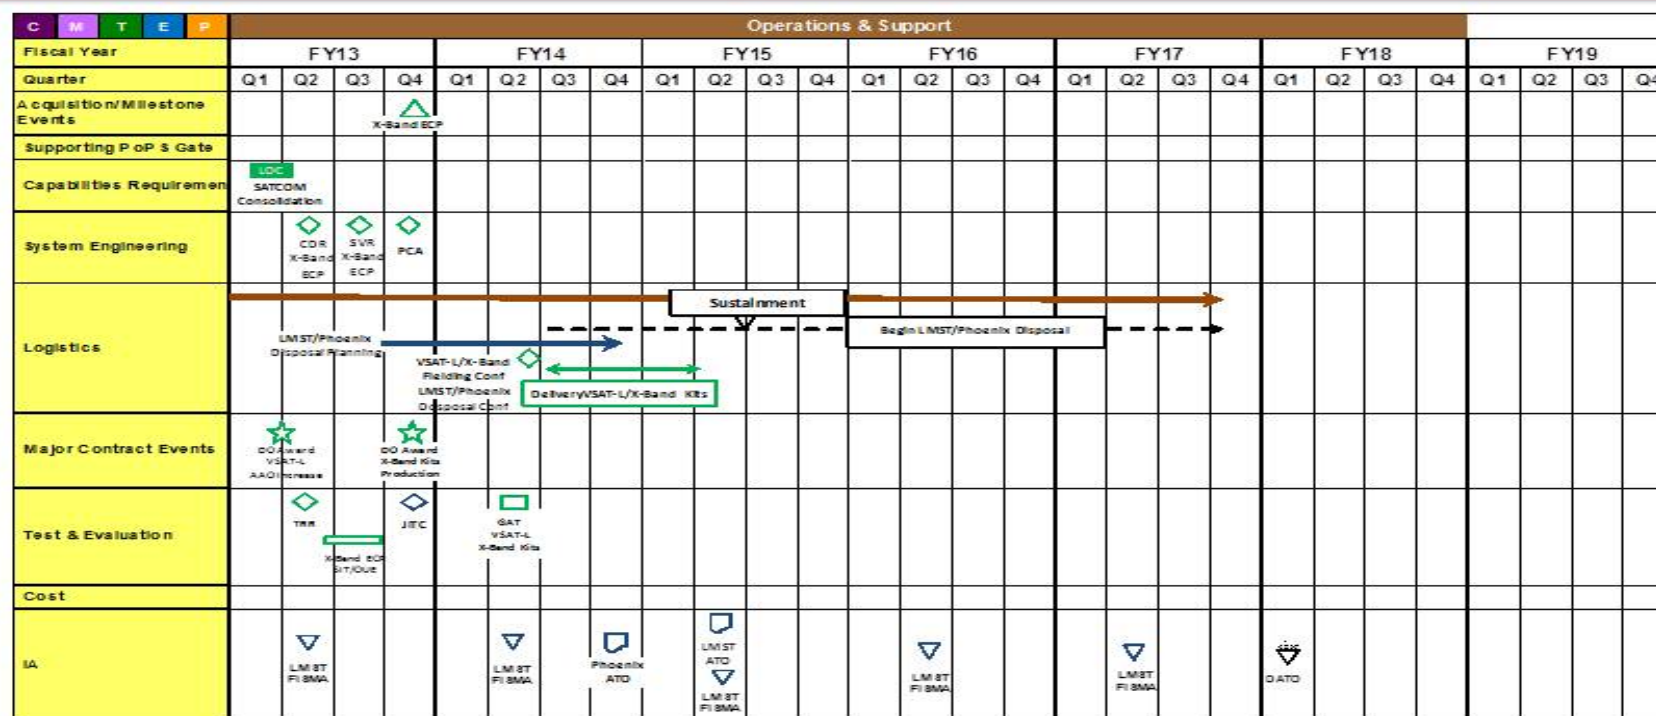 C M T E P Operations & Support
Fiscal Year FY13 FY14 FY15 FY16 FY17 FY18 FY19
Quarter Q1 Q2 Q3 Q4 Q1 Q2 Q3 Q4 Q1 Q2 Q3 Q4 Q1 Q2 Q3 Q4 Q1 Q2 Q3 Q4 Q1 Q2 Q3 Q4 Q1 Q2 Q3 Q4
Acquisition/Milestone
Events
X-Band ECP
Supporting PoPS Gate
Capabilities Requiremen
LOC
SATCOM
Consolidation
System Engineering
CDR
X-Band
ECP
SVR
X-Band
ECP
PCA
Logistics
Sustainment
Begin LMST/Phoenix Disposal
LMST/Phoenix
Disposal Planning
VSAT-L/X-Band
Fielding Conf
LMST/Phoenix
Dosposal Conf
DeliveryVSAT-L/X-Band Kits
Major Contract Events
DO Award
VSAT-L
AAO Increase
DO Award
X-Band Kits
Production
Test & Evaluation
TRR
X-Band ECP
SIT/OUE
JITC
GAT
VSAT-L
X-Band Kits
Cost
IA
LMST
FISMA
LMST
FISMA
Phoenix
ATO
LMST
ATO
LMST
FISMA
LMST
FISMA
LMST
FISMA
DATO